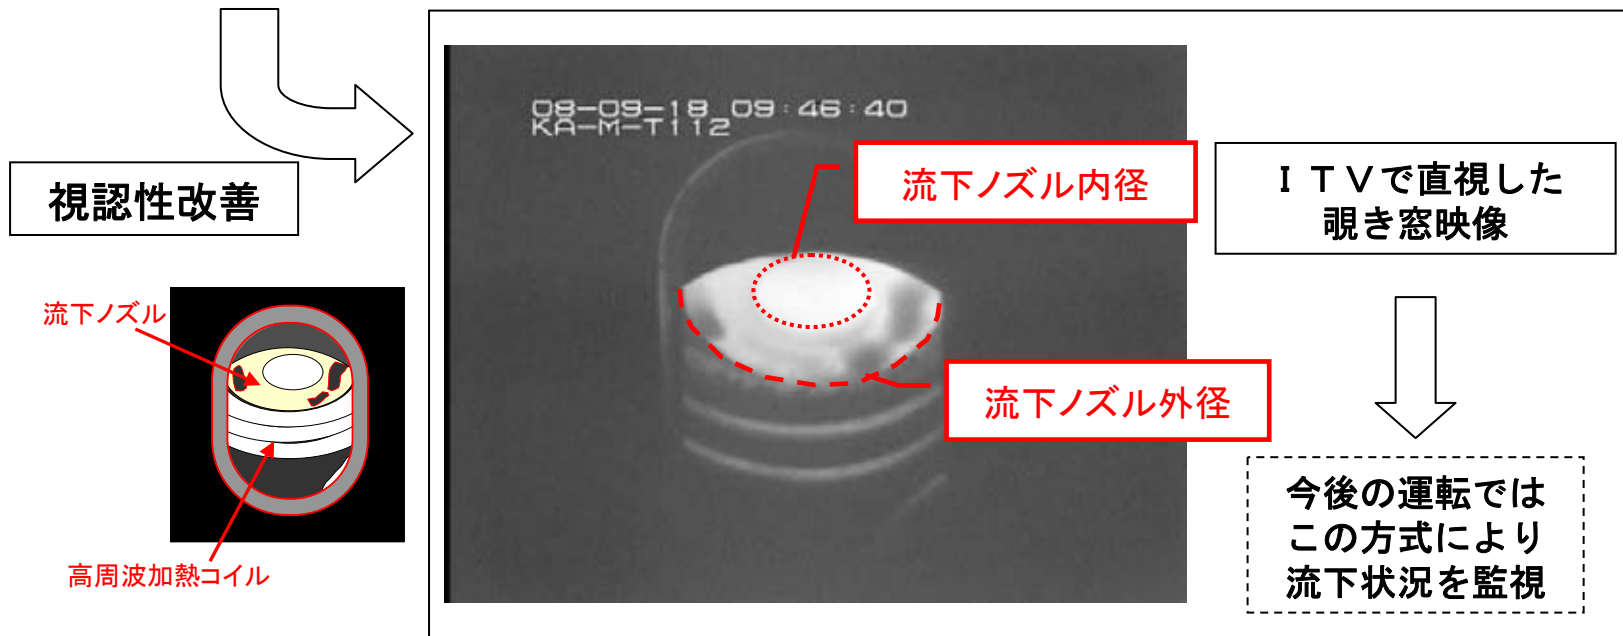 08-09-18 09:46:40
KA-M-T112
流下ノズル内径
ＩＴＶで直視した
覗き窓映像
視認性改善
流下ノズル
流下ノズル外径
高周波加熱コイル
今後の運転では
この方式により
流下状況を監視